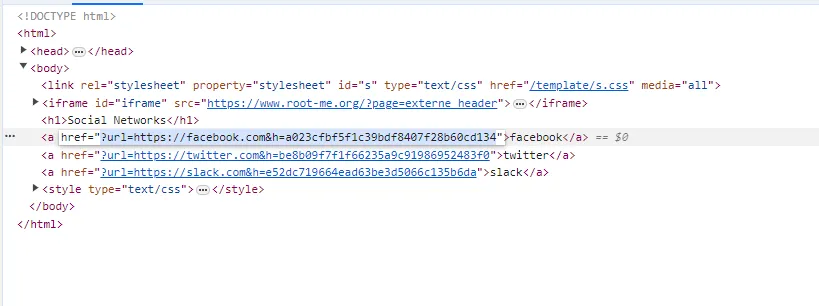 <!DOCTYPE html>
<html>
<head> … </head>
<body>
<link rel="stylesheet" property="stylesheet" id="s" type="text/css" href="/template/s.css" media="all">
<iframe id="iframe" src="https://www.root-me.org/?page=externe_header"> … </iframe>
<h1>Social Networks</h1>
… <a href="?url=https://facebook.com&h=a023cfbf5f1c39bdf8407f28b60cd134">facebook</a> == $0
<a href="?url=https://twitter.com&h=be8b09f7f1f66235a9c91986952483f0">twitter</a>
<a href="?url=https://slack.com&h=e52dc719664ead63be3d5066c135b6da">slack</a>
<style type="text/css"> … </style>
</body>
</html>